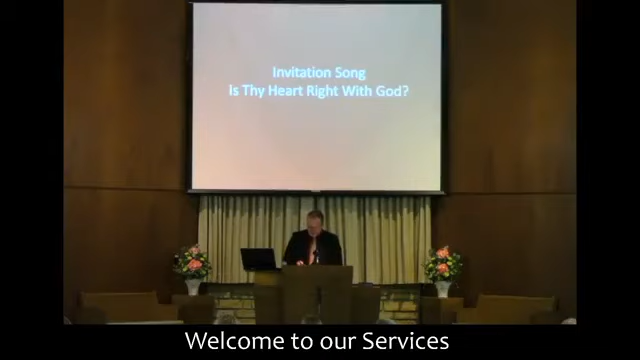 Invitation Song
Is Thy Heart Right With God?
Welcome to our Services